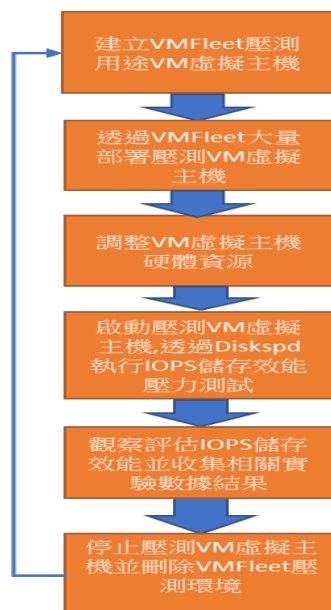 建立VMFleet壓測
用途VM虛擬主機
透過VMFleet大量
部署壓測VM虛擬
主機
調整VM虛擬主機
硬體資源
啟動壓測VM虛擬
主機,透過Diskspd
執行IOPS儲存效能
壓力測試
觀察評估IOPS儲存
效能並收集相關實
驗數據結果
停止壓測VM虛擬主
機並刪除VMFleet壓
測環境